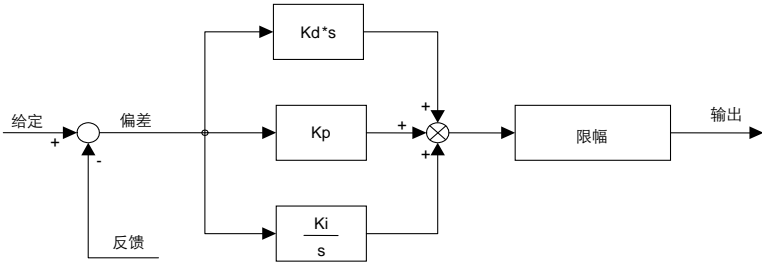 Kd*s
+
给定
偏差
+
-
Kp
+
+
限幅
输出
反馈
Ki
s